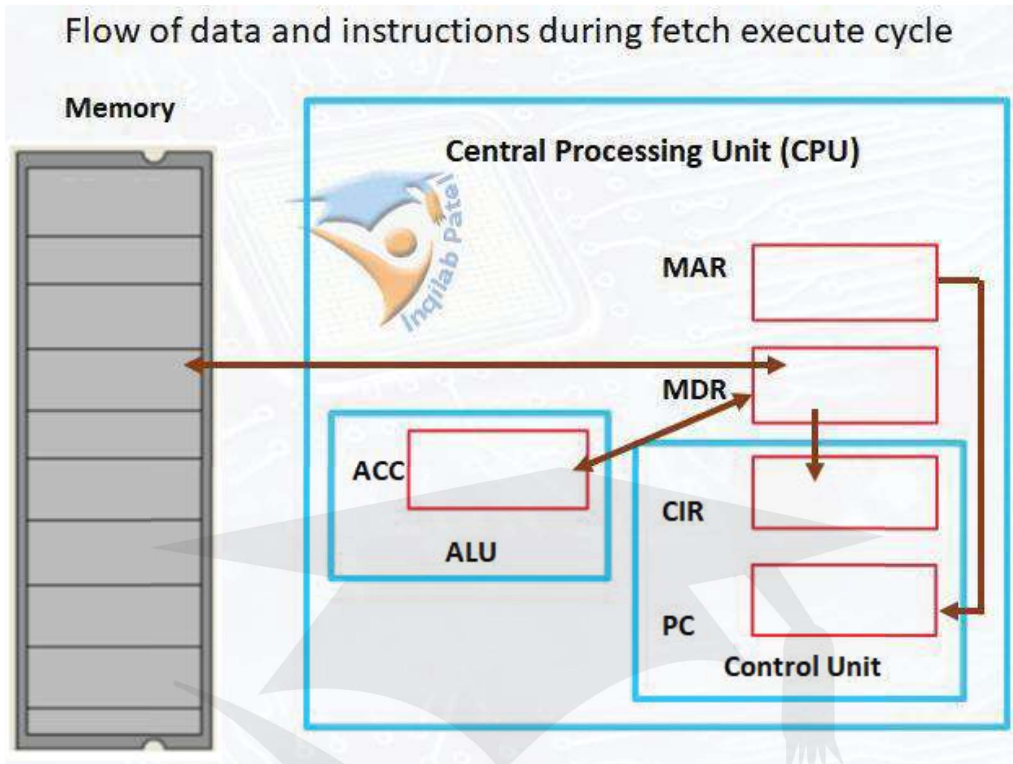 Flow of data and instructions during fetch execute cycle
Memory
Central Processing Unit (CPU)
Inqilab Patel
MAR
MDR
ACC
ALU
CIR
PC
Control Unit